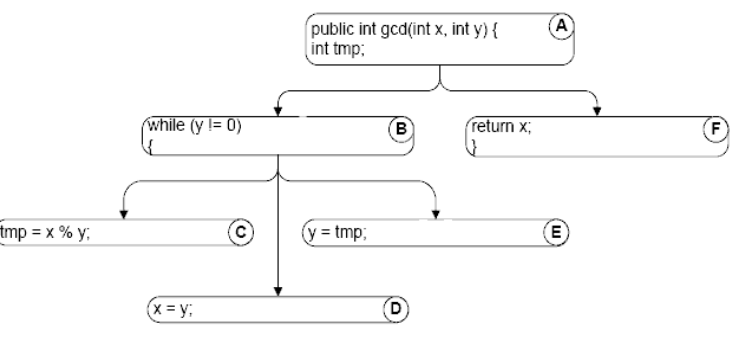 public int gcd(int x, int y) {
int tmp;
A
while (y != 0)
{
B
return x;
}
F
tmp = x % y;
C
y = tmp;
E
x = y;
D